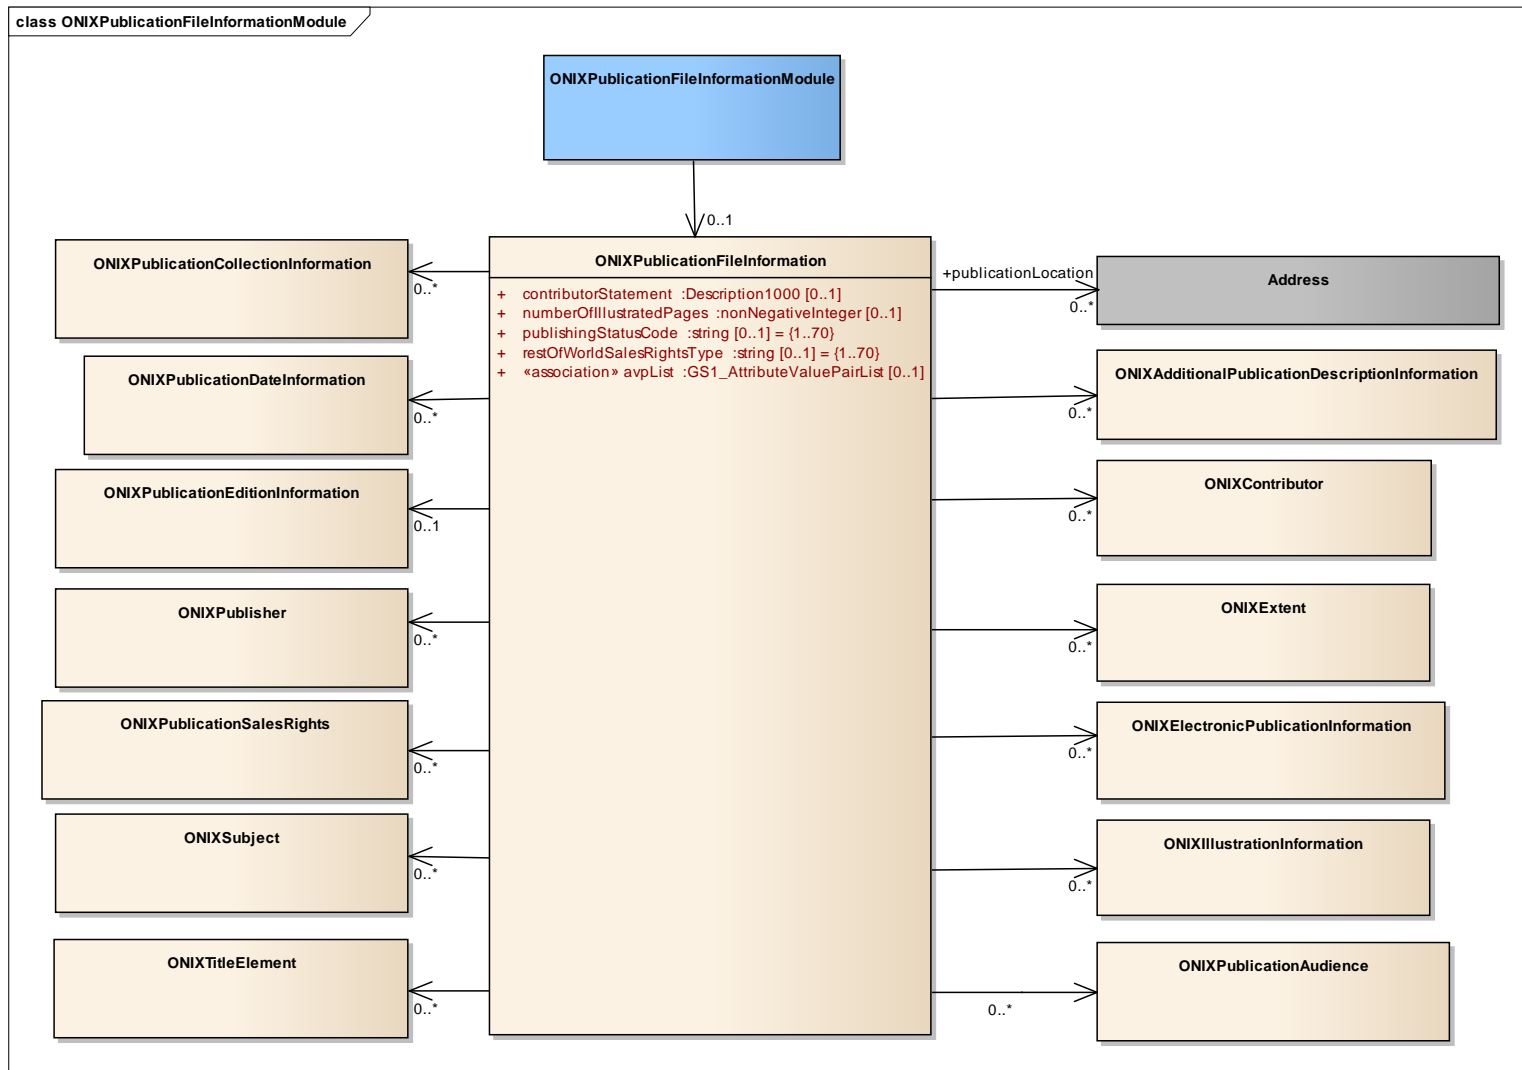 class ONIXPublicationFileInformationModule
ONIXPublicationFileInformationModule
0..1
ONIXPublicationFileInformation
+ contributorStatement :Description1000 [0..1]
+ numberOfIllustratedPages :nonNegativeInteger [0..1]
+ publishingStatusCode :string [0..1] = {1..70}
+ restOfWorldSalesRightsType :string [0..1] = {1..70}
+ «association» avpList :GS1_AttributeValuePairList [0..1]
ONIXPublicationCollectionInformation
0..*
ONIXPublicationDateInformation
0..*
ONIXPublicationEditionInformation
0..1
ONIXPublisher
0..*
ONIXPublicationSalesRights
0..*
ONIXSubject
0..*
ONIXTitleElement
0..*
+publicationLocation
0..*
Address
ONIXAdditionalPublicationDescriptionInformation
0..*
ONIXContributor
0..*
ONIXExtent
0..*
ONIXElectronicPublicationInformation
0..*
ONIXIllustrationInformation
0..*
ONIXPublicationAudience
0..*